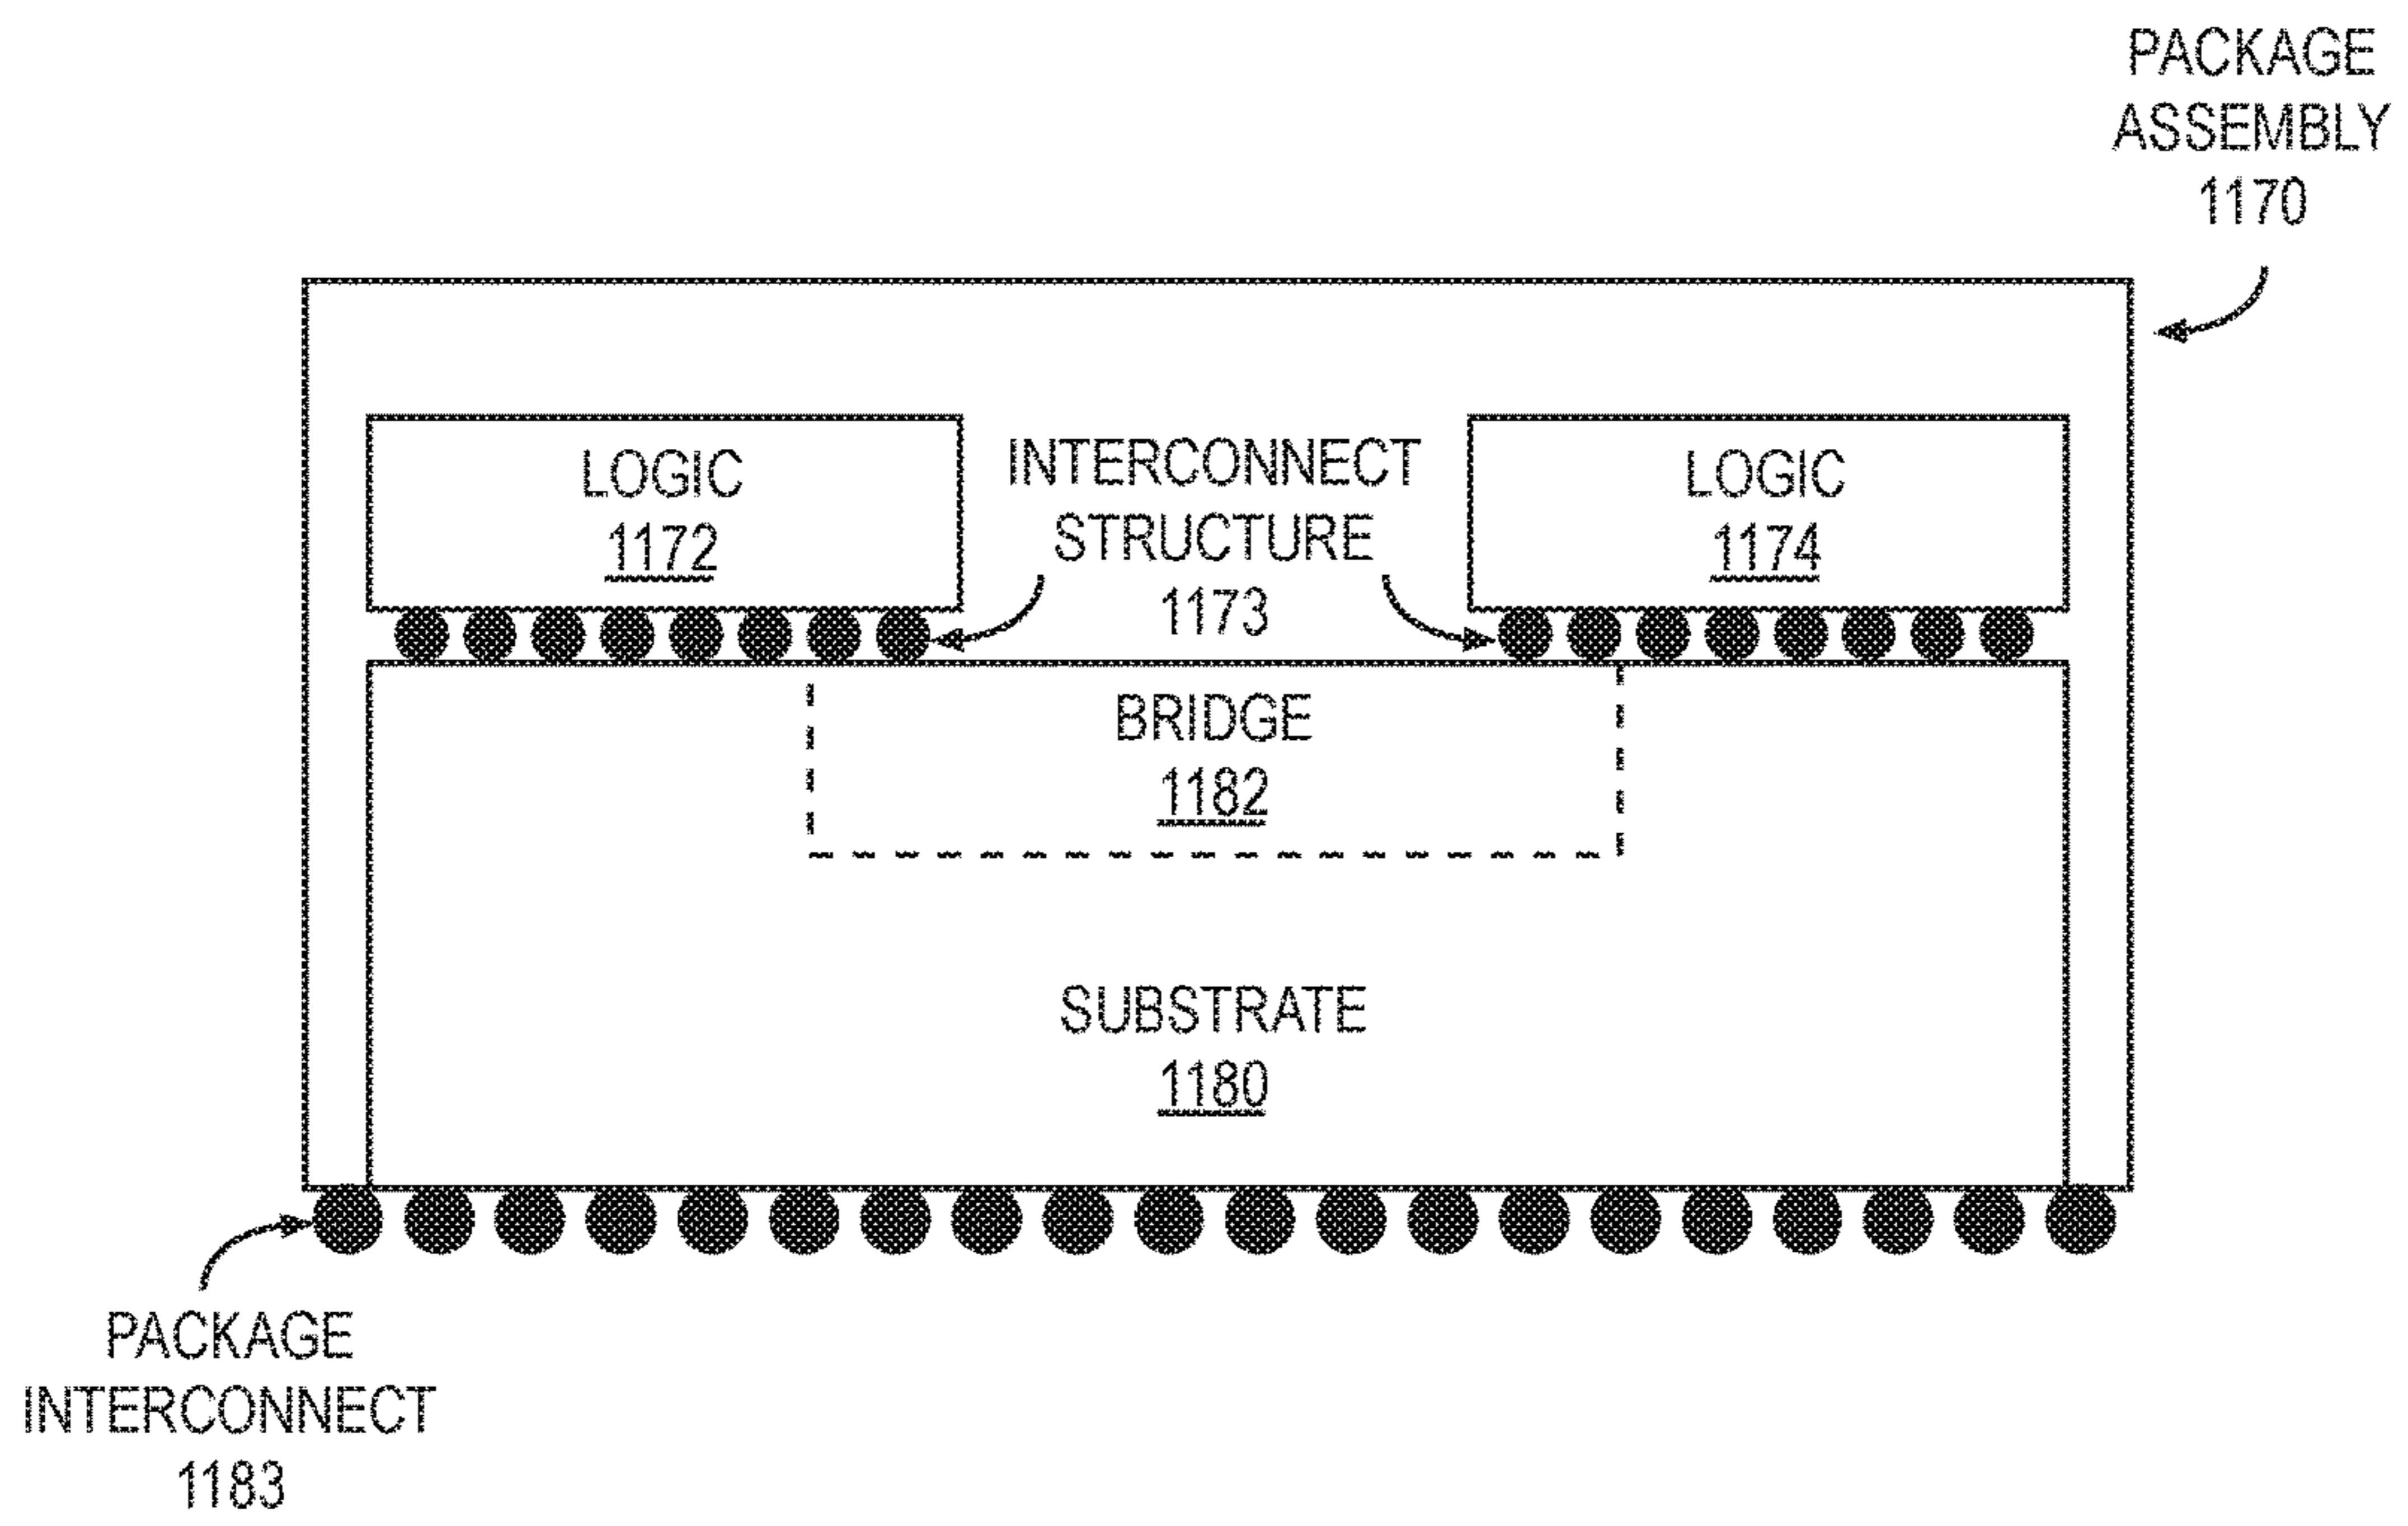 PACKAGE
ASSEMBLY
1170
LOGIC
1172
INTERCONNECT
STRUCTURE
1173
LOGIC
1174
BRIDGE
1182
SUBSTRATE
1180
PACKAGE
INTERCONNECT
1183